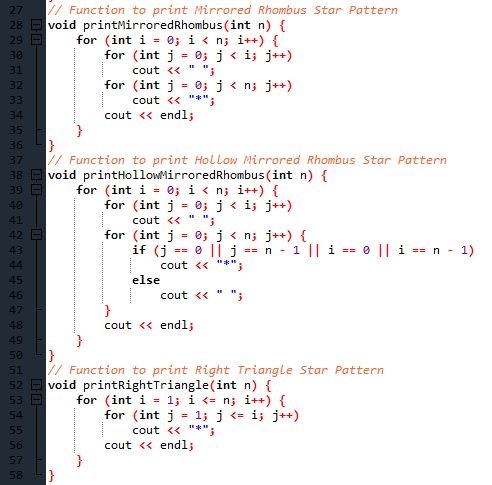 27 // Function to print Mirrored Rhombus Star Pattern
28 void printMirroredRhombus(int n) {
29     for (int i = 0; i < n; i++) {
30         for (int j = 0; j < i; j++)
31             cout << " ";
32         for (int j = 0; j < n; j++)
33             cout << "*";
34         cout << endl;
35     }
36 }
37 // Function to print Hollow Mirrored Rhombus Star Pattern
38 void printHollowMirroredRhombus(int n) {
39     for (int i = 0; i < n; i++) {
40         for (int j = 0; j < i; j++)
41             cout << " ";
42         for (int j = 0; j < n; j++) {
43             if (j == 0 || j == n - 1 || i == 0 || i == n - 1)
44                 cout << "*";
45             else
46                 cout << " ";
47         }
48         cout << endl;
49     }
50 }
51 // Function to print Right Triangle Star Pattern
52 void printRightTriangle(int n) {
53     for (int i = 1; i <= n; i++) {
54         for (int j = 1; j <= i; j++)
55             cout << "*";
56         cout << endl;
57     }
58 }